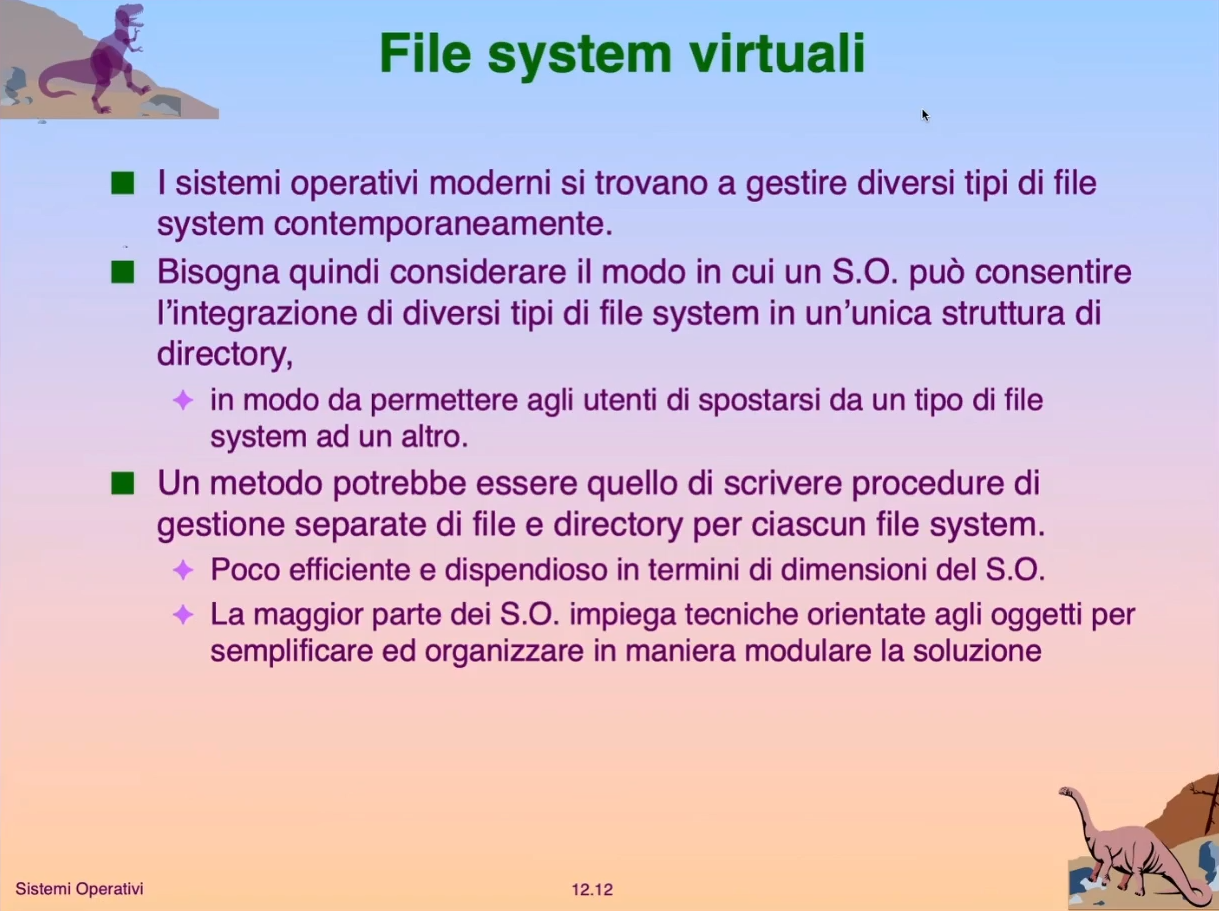 File system virtuali
I sistemi operativi moderni si trovano a gestire diversi tipi di file
system contemporaneamente.
Bisogna quindi considerare il modo in cui un S.O. può consentire
l’integrazione di diversi tipi di file system in un’unica struttura di
directory,
in modo da permettere agli utenti di spostarsi da un tipo di file
system ad un altro.
Un metodo potrebbe essere quello di scrivere procedure di
gestione separate di file e directory per ciascun file system.
Poco efficiente e dispendioso in termini di dimensioni del S.O.
La maggior parte dei S.O. impiega tecniche orientate agli oggetti per
semplificare ed organizzare in maniera modulare la soluzione
Sistemi Operativi
12.12